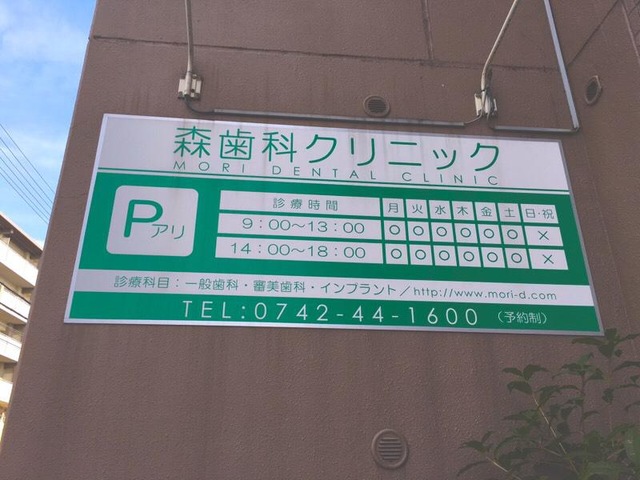 森歯科クリニック
MORI DENTAL CLINIC
Pアリ
診療時間 月 火 水 木 金 土 日・祝
9：00〜13：00 ○ ○ ○ ○ ○ ○ ×
14：00〜18：00 ○ ○ ○ ○ ○ ○ ×
診療科目：一般歯科・審美歯科・インプラント／http://www.mori-d.com
TEL:0742-44-1600（予約制）